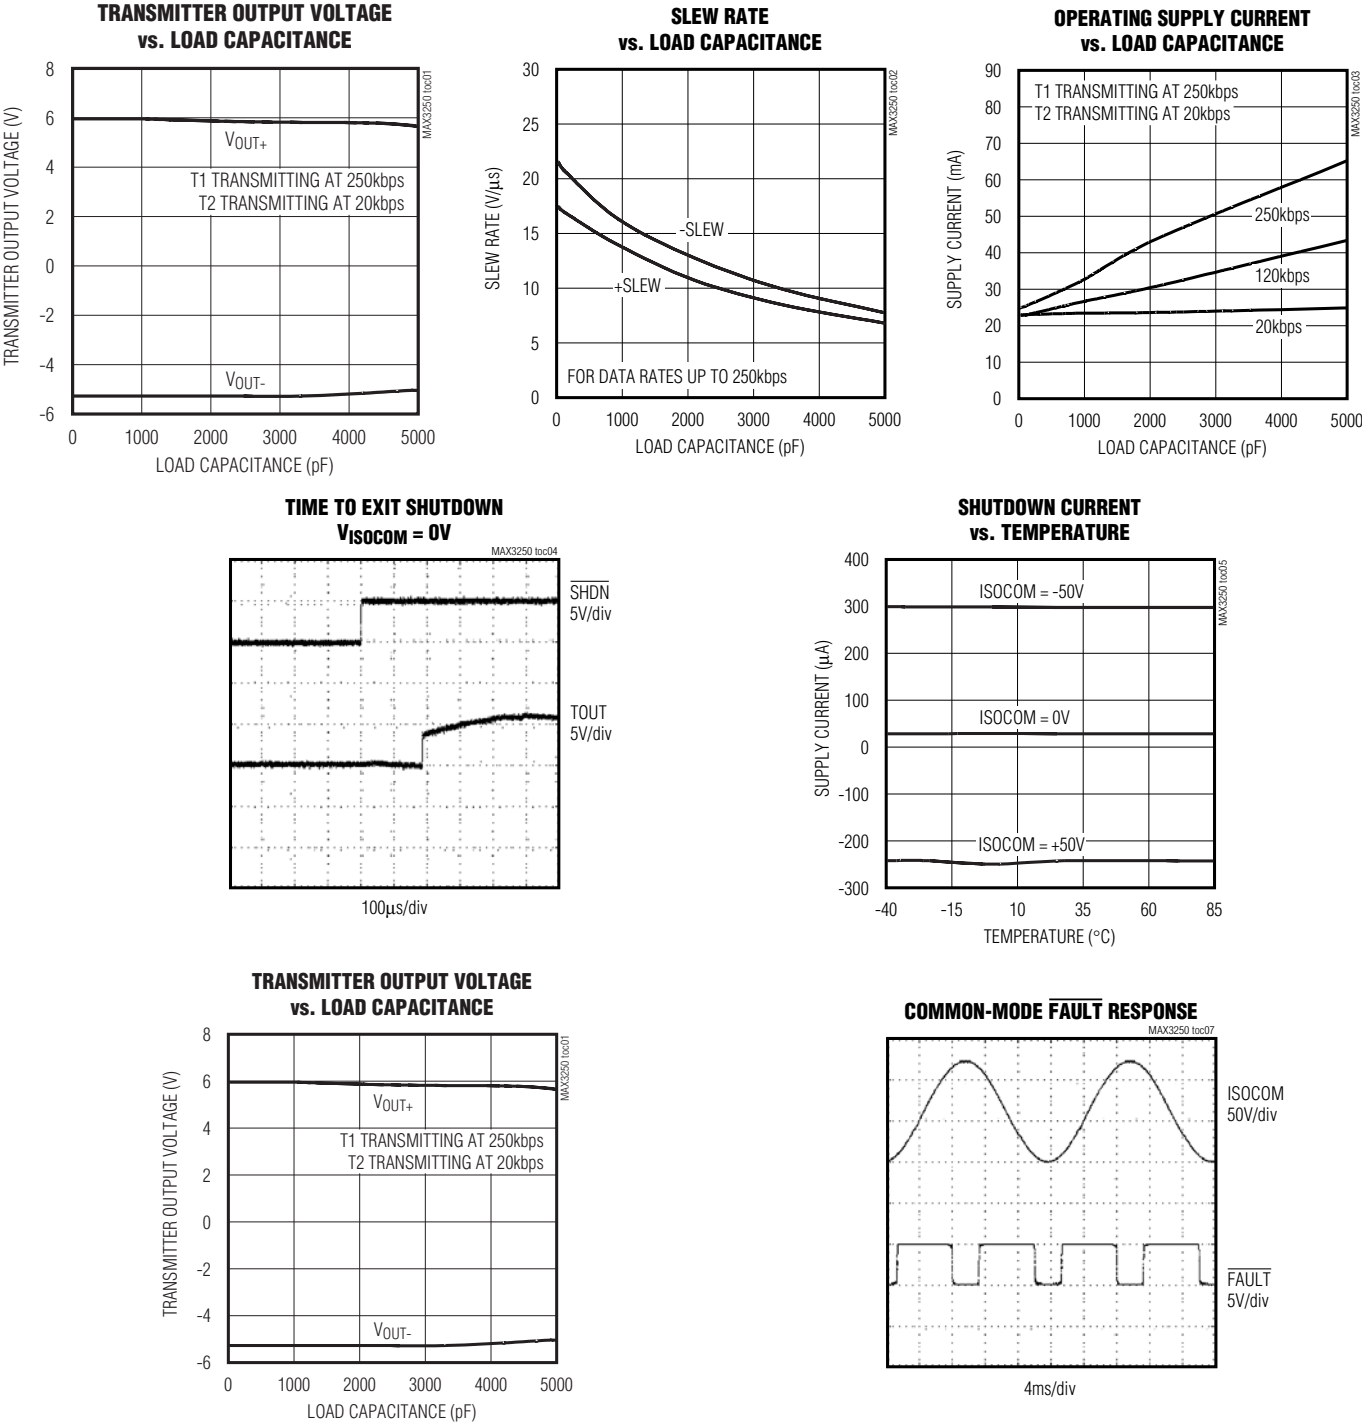 TRANSMITTER OUTPUT VOLTAGE
vs. LOAD CAPACITANCE
MAX3250 toc01
TRANSMITTER OUTPUT VOLTAGE (V)
8
6
4
2
0
-2
-4
-6
VOUT+
T1 TRANSMITTING AT 250kbps
T2 TRANSMITTING AT 20kbps
VOUT-
0 1000 2000 3000 4000 5000
LOAD CAPACITANCE (pF)
SLEW RATE
vs. LOAD CAPACITANCE
MAX3250 toc02
SLEW RATE (V/μs)
30
25
20
15
10
5
0
-SLEW
+SLEW
FOR DATA RATES UP TO 250kbps
0 1000 2000 3000 4000 5000
LOAD CAPACITANCE (pF)
OPERATING SUPPLY CURRENT
vs. LOAD CAPACITANCE
MAX3250 toc03
SUPPLY CURRENT (mA)
90
80
70
60
50
40
30
20
10
0
T1 TRANSMITTING AT 250kbps
T2 TRANSMITTING AT 20kbps
250kbps
120kbps
20kbps
0 1000 2000 3000 4000 5000
LOAD CAPACITANCE (pF)
TIME TO EXIT SHUTDOWN
VISOCOM = 0V
MAX3250 toc04
SHDN
5V/div
TOUT
5V/div
100μs/div
SHUTDOWN CURRENT
vs. TEMPERATURE
MAX3250 toc05
SUPPLY CURRENT (μA)
400
300
200
100
0
-100
-200
-300
ISOCOM = -50V
ISOCOM = 0V
ISOCOM = +50V
-40 -15 10 35 60 85
TEMPERATURE (°C)
TRANSMITTER OUTPUT VOLTAGE
vs. LOAD CAPACITANCE
MAX3250 toc01
TRANSMITTER OUTPUT VOLTAGE (V)
8
6
4
2
0
-2
-4
-6
VOUT+
T1 TRANSMITTING AT 250kbps
T2 TRANSMITTING AT 20kbps
VOUT-
0 1000 2000 3000 4000 5000
LOAD CAPACITANCE (pF)
COMMON-MODE FAULT RESPONSE
MAX3250 toc07
ISOCOM
50V/div
FAULT
5V/div
4ms/div